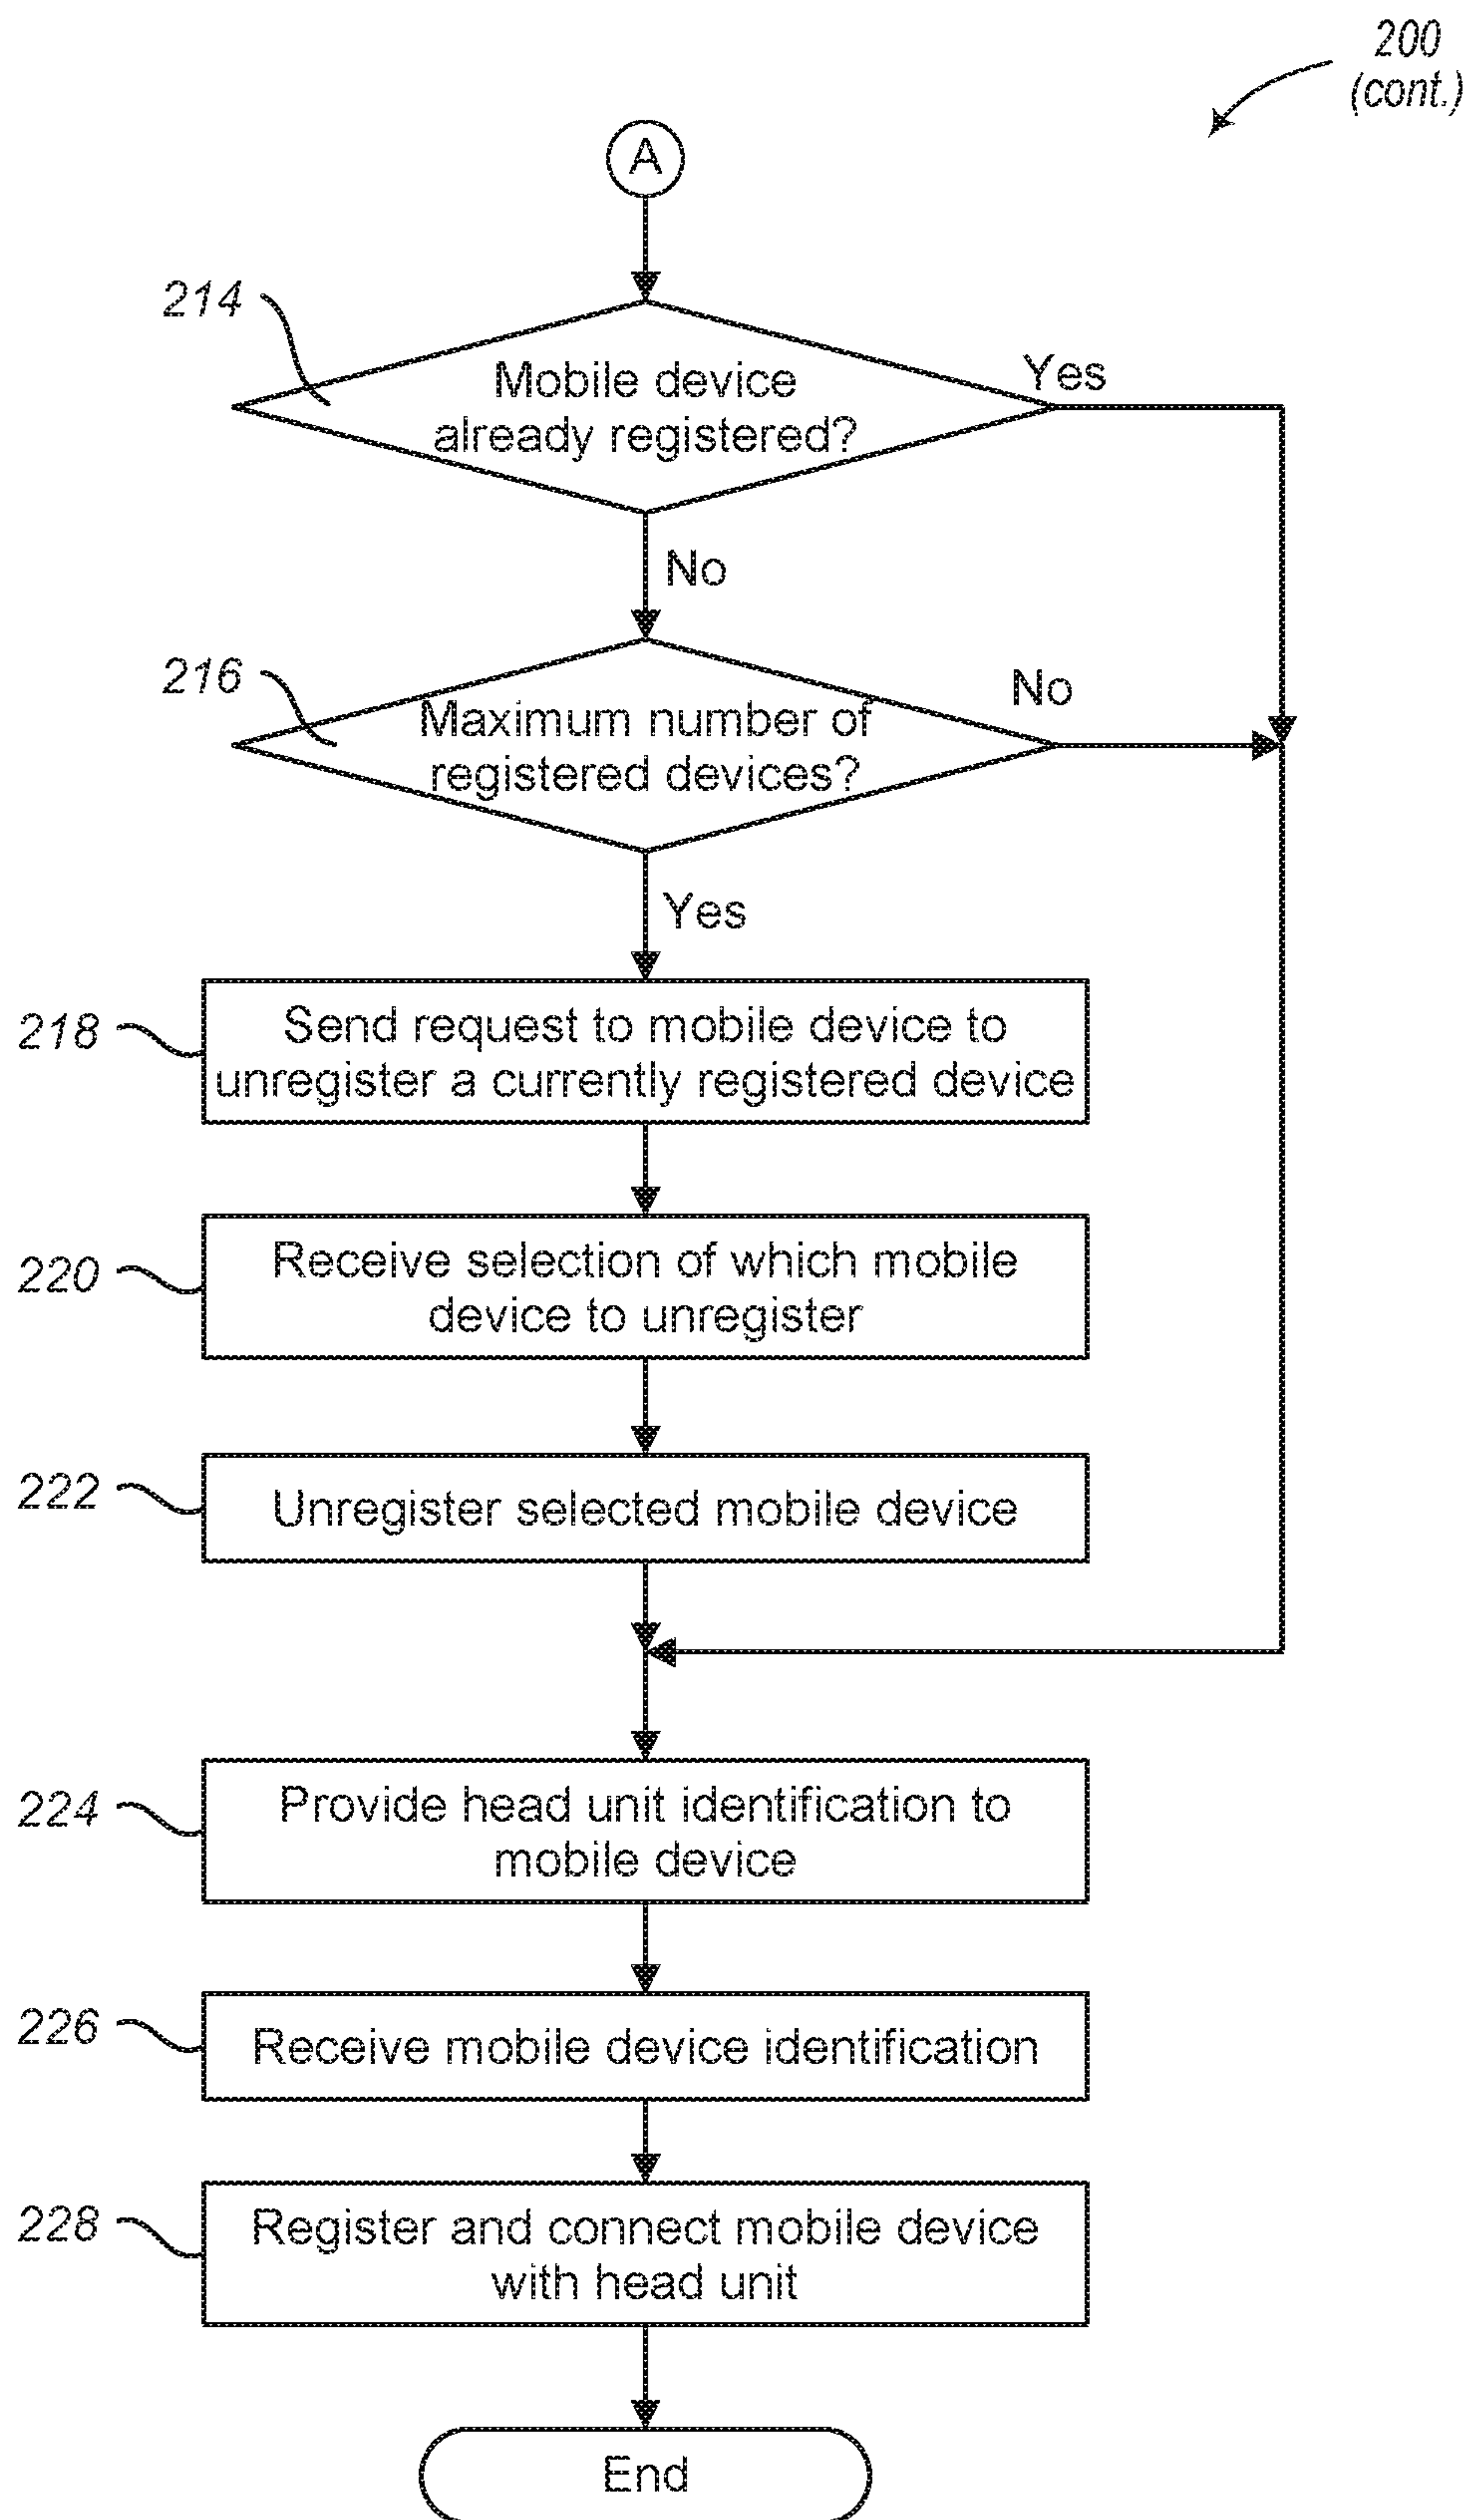 200
(cont.)
A
214
Mobile device
already registered?
Yes
No
216
Maximum number of
registered devices?
No
Yes
218
Send request to mobile device to
unregister a currently registered device
220
Receive selection of which mobile
device to unregister
222
Unregister selected mobile device
224
Provide head unit identification to
mobile device
226
Receive mobile device identification
228
Register and connect mobile device
with head unit
End